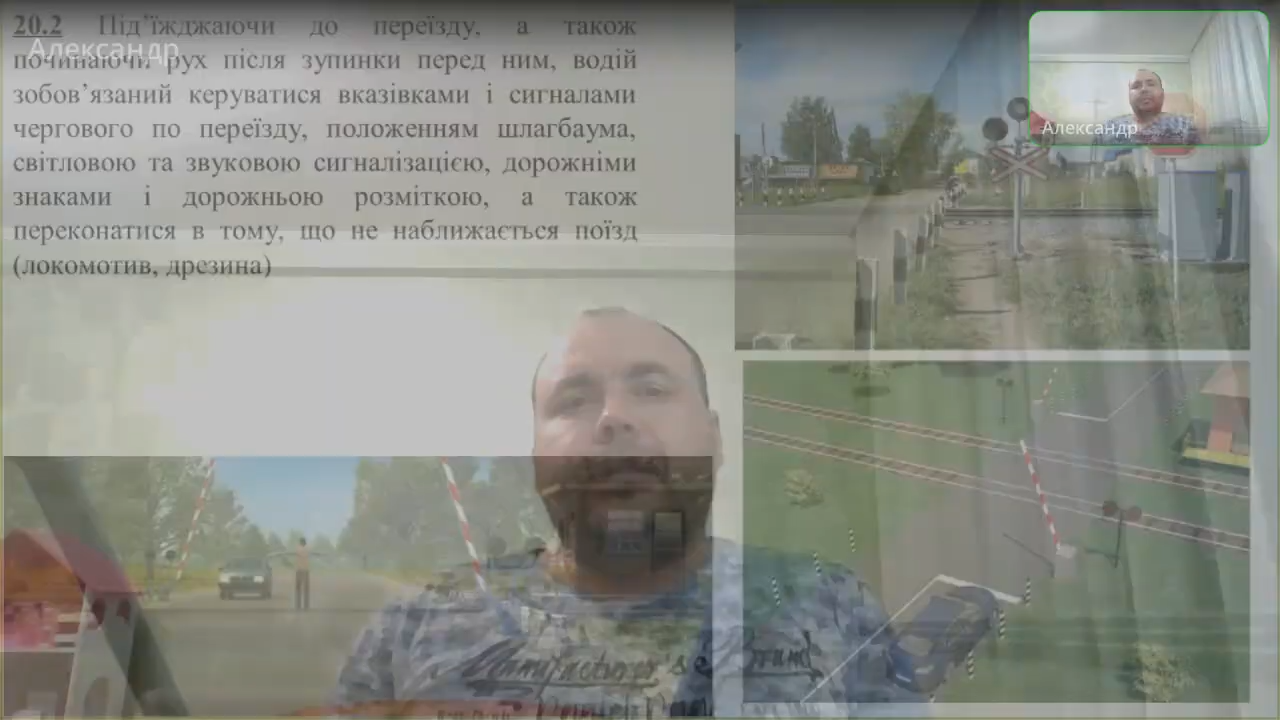 20.2 Під’їжджаючи до переїзду, а також
Александр
починаючи рух після зупинки перед ним, водій
зобов’язаний керуватися вказівками і сигналами
чергового по переїзду, положенням шлагбаума,
світловою та звуковою сигналізацією, дорожніми
знаками і дорожньою розміткою, а також
переконатися в тому, що не наближається поїзд
(локомотив, дрезина)
Александр